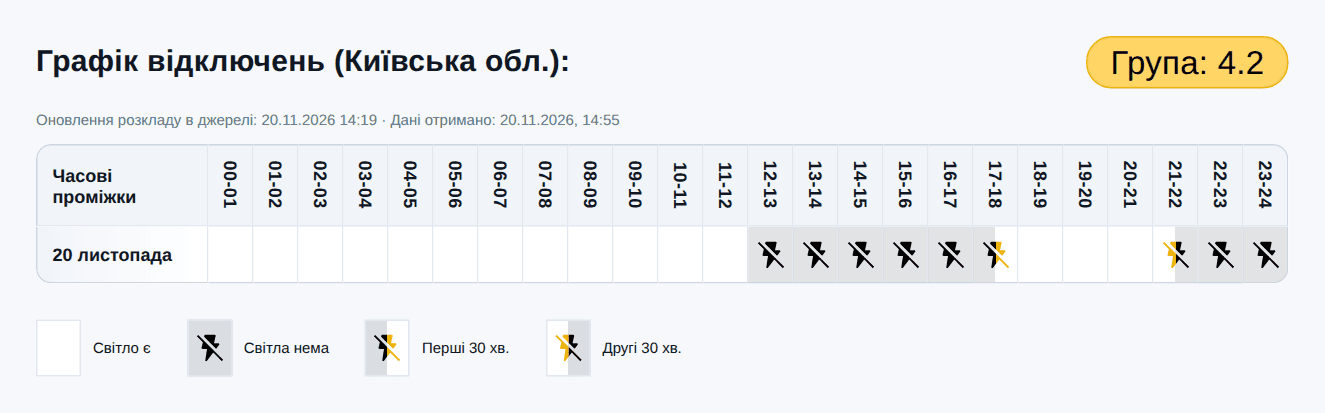 Графік відключень (Київська обл.):
Група: 4.2
Оновлення розкладу в джерелі: 20.11.2026 14:19 · Дані отримано: 20.11.2026, 14:55
Часові
проміжки
00-01
01-02
02-03
03-04
04-05
05-06
06-07
07-08
08-09
09-10
10-11
11-12
12-13
13-14
14-15
15-16
16-17
17-18
18-19
19-20
20-21
21-22
22-23
23-24
20 листопада
Світло є
Світла нема
Перші 30 хв.
Другі 30 хв.